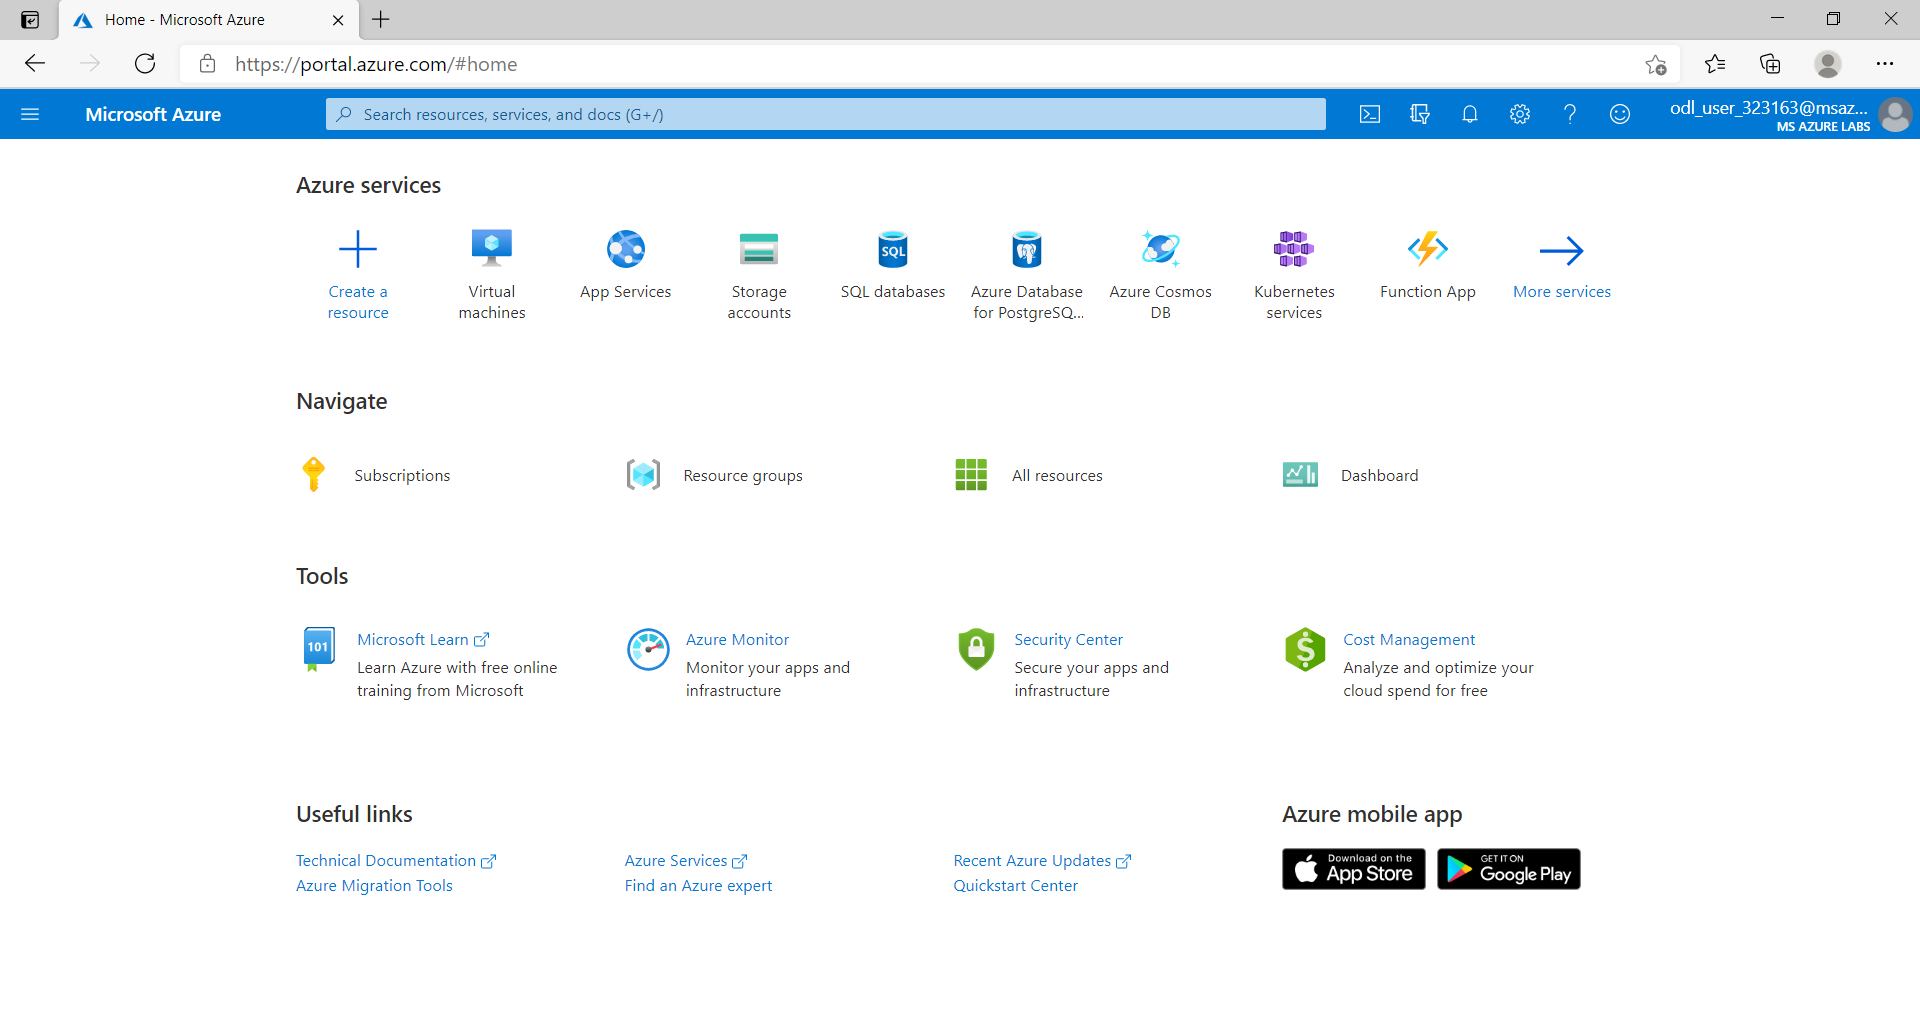 Home - Microsoft Azure
https://portal.azure.com/#home
Microsoft Azure
Search resources, services, and docs (G+/)
odl_user_323163@msaz...
MS AZURE LABS
Azure services
Create a
resource
Virtual
machines
App Services
Storage
accounts
SQL
SQL databases
Azure Database
for PostgreSQ...
Azure Cosmos
DB
Kubernetes
services
Function App
More services
Navigate
Subscriptions
Resource groups
All resources
Dashboard
Tools
101
Microsoft Learn
Learn Azure with free online
training from Microsoft
Azure Monitor
Monitor your apps and
infrastructure
Security Center
Secure your apps and
infrastructure
$
Cost Management
Analyze and optimize your
cloud spend for free
Useful links
Technical Documentation
Azure Services
Recent Azure Updates
Azure Migration Tools
Find an Azure expert
Quickstart Center
Azure mobile app
Download on the
App Store
GET IT ON
Google Play